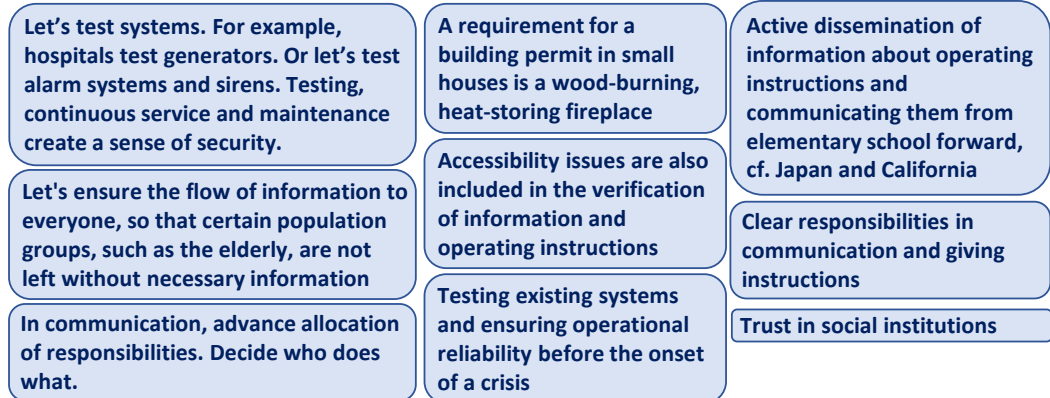 Let’s test systems. For example,
hospitals test generators. Or let’s test
alarm systems and sirens. Testing,
continuous service and maintenance
create a sense of security.
Let's ensure the flow of information to
everyone, so that certain population
groups, such as the elderly, are not
left without necessary information
In communication, advance allocation
of responsibilities. Decide who does
what.
A requirement for a
building permit in small
houses is a wood-burning,
heat-storing fireplace
Accessibility issues are also
included in the verification
of information and
operating instructions
Testing existing systems
and ensuring operational
reliability before the onset
of a crisis
Active dissemination of
information about operating
instructions and
communicating them from
elementary school forward,
cf. Japan and California
Clear responsibilities in
communication and giving
instructions
Trust in social institutions